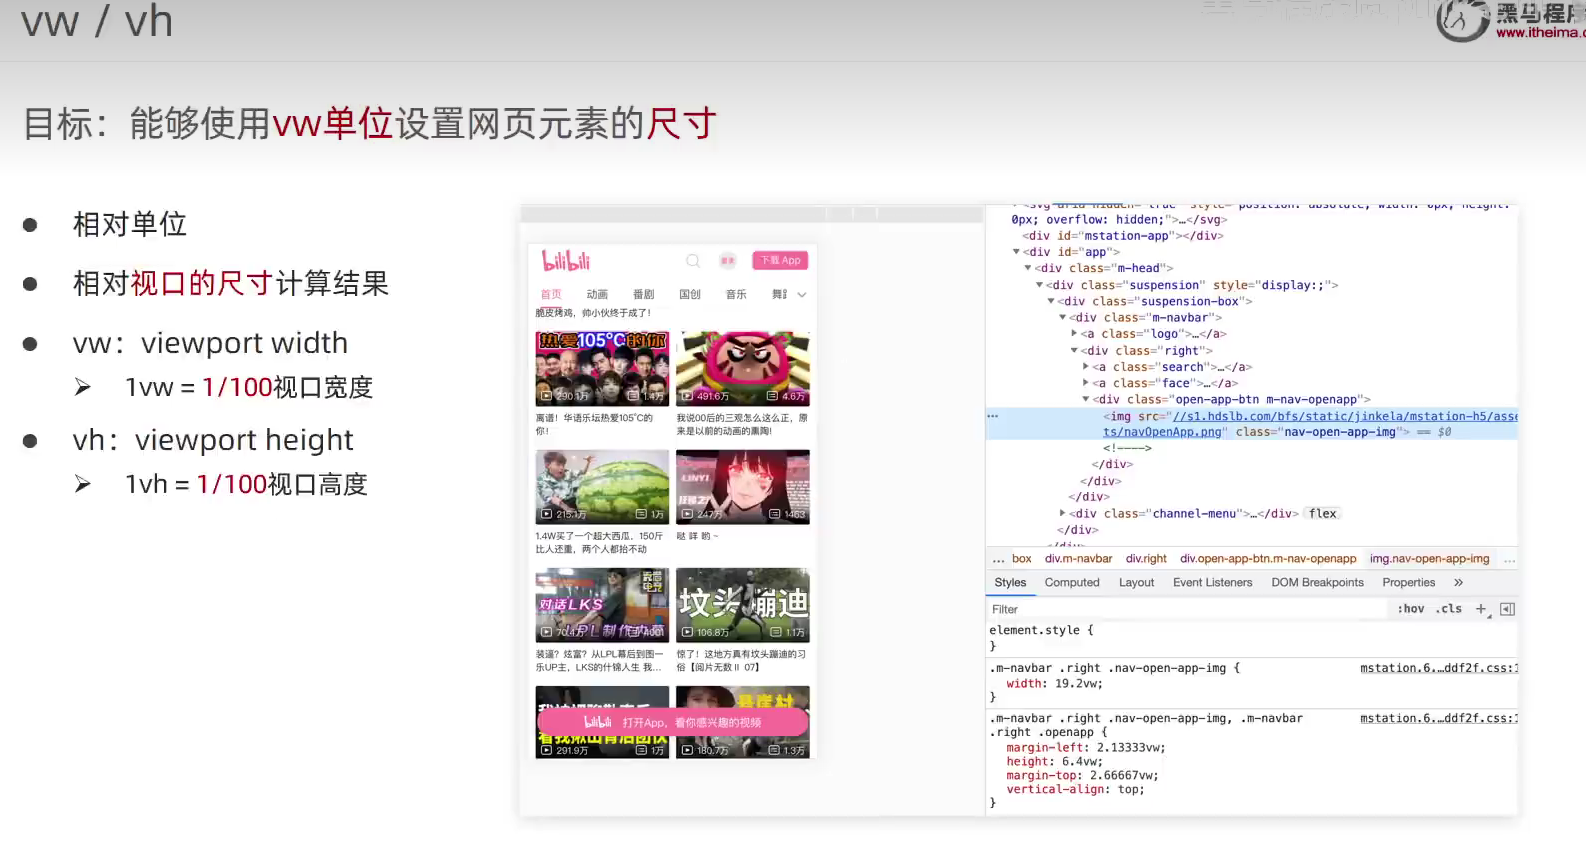 vw / vh
黑马程序
www.itheima.c
目标：能够使用vw单位设置网页元素的尺寸
相对单位
相对视口的尺寸计算结果
vw：viewport width
1vw = 1/100视口宽度
vh：viewport height
1vh = 1/100视口高度
bilibili
下载 App
首页 动画 番剧 国创 音乐
脆皮烤鸡，帅小伙终于成了！
热爱105°C的你
290.1万 1.4万
491.6万 4.6万
离谱！华语乐坛热爱105°C的
你！
我说80后的三观怎么这么正，原
来是以前的动画的熏陶!
LINYI
215.1万 1万
247万 1463
1.4W买了一个超大西瓜，150斤
比人还重，两个人都抬不动
哒 咩 哟 ~
对话LKS
LPL 制作内幕
坟头蹦迪
70.4万 4001
106.8万 1.1万
装逼？炫富？从LPL幕后到图一
乐UP主，LKS的什锦人生 我...
惊了！这地方真有坟头蹦迪的习
俗【阅片无数 II 07】
bilibili 打开App，看你感兴趣的视频
291.9万 1万
180.7万 1.3万
0px; overflow: hidden;">…</svg>
<div id="mstation-app"></div>
<div id="app">
<div class="m-head">
<div class="suspension" style="display:;">
<div class="suspension-box">
<div class="m-navbar">
<a class="logo">…</a>
<div class="right">
<a class="search">…</a>
<a class="face">…</a>
<div class="open-app-btn m-navopenapp">
<img src="//s1.hdslb.com/bfs/static/jinkela/mstation-h5/asse
ts/navOpenApp.png" class="nav-open-app-img"> == $0
<!---->
</div>
</div>
</div>
<div class="channel-menu">…</div> flex
</div>
… box div.m-navbar div.right div.open-app-btn.m-navopenapp img.nav-open-app-img …
Styles Computed Layout Event Listeners DOM Breakpoints Properties »
Filter :hov .cls +
element.style {
}
.m-navbar .right .nav-open-app-img { mstation.6.…ddf2f.css:1
width: 19.2vw;
}
.m-navbar .right .nav-open-app-img, .m-navbar mstation.6.…ddf2f.css:1
.right .openapp {
margin-left: 2.13333vw;
height: 6.4vw;
margin-top: 2.66667vw;
vertical-align: top;
}